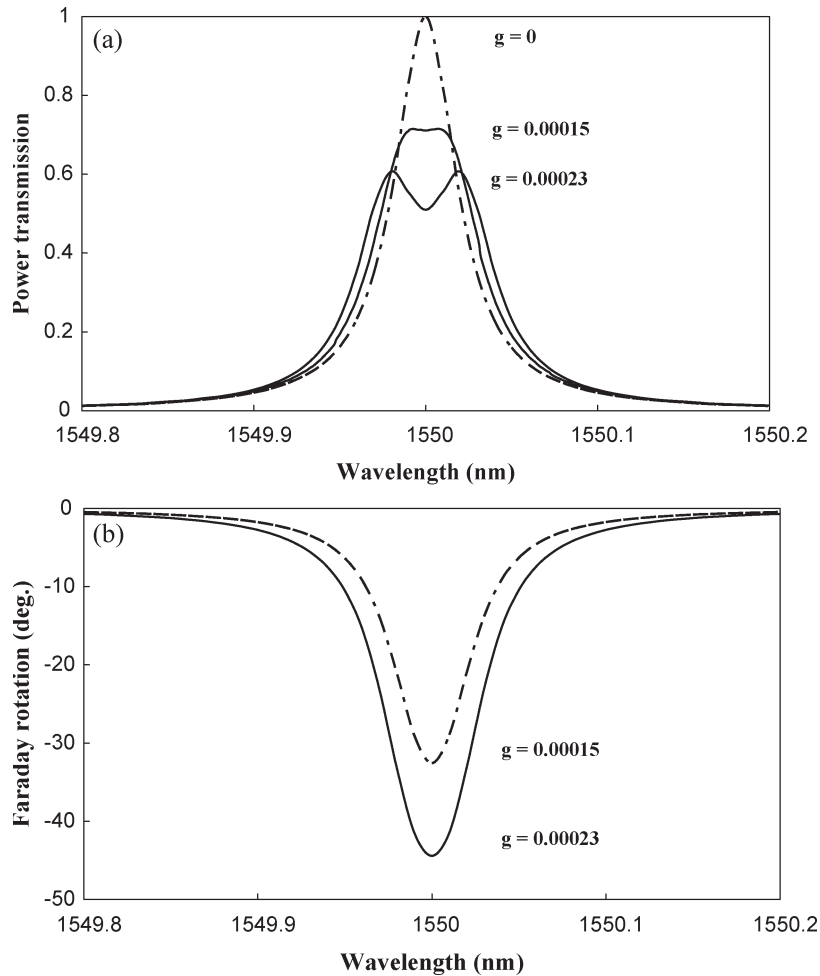 (a)
g = 0
g = 0.00015
g = 0.00023
1
0.8
0.6
0.4
0.2
0
Power transmission
1549.8 1549.9 1550 1550.1 1550.2
Wavelength (nm)
(b)
0
-10
-20
-30
-40
-50
Faraday rotation (deg.)
g = 0.00015
g = 0.00023
1549.8 1549.9 1550 1550.1 1550.2
Wavelength (nm)